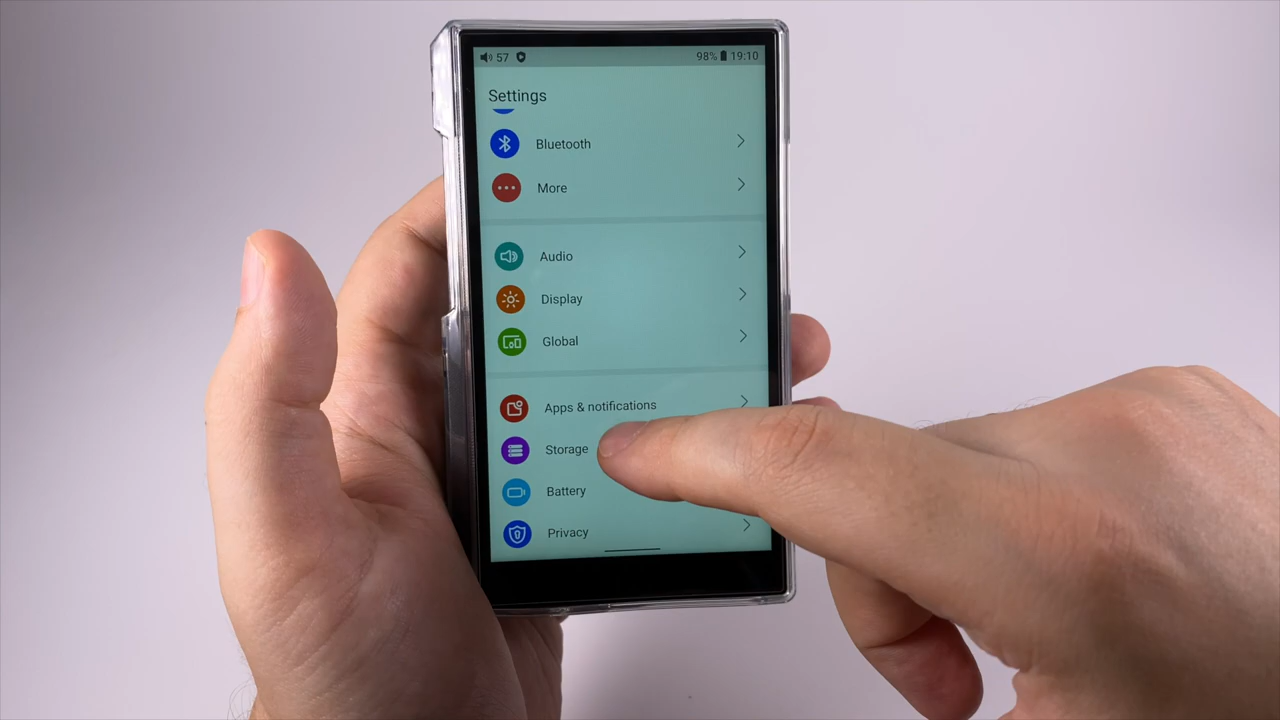 57 98% 19:10
Settings
Bluetooth
More
Audio
Display
Global
Apps & notifications
Storage
Battery
Privacy